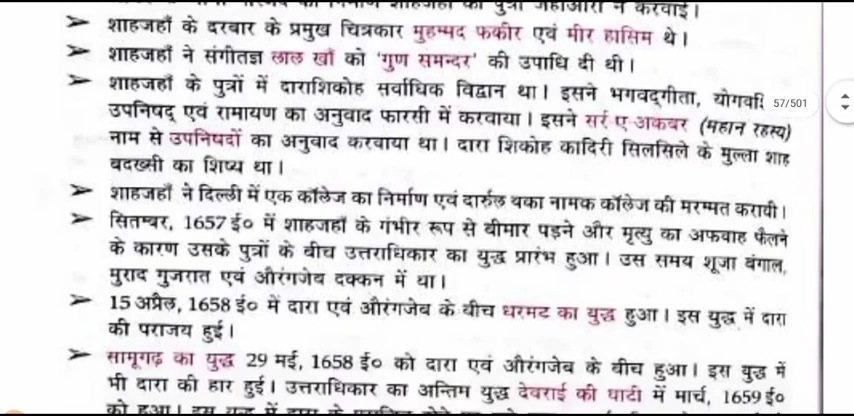 शाहजहाँ के दरबार के प्रमुख चित्रकार मुहम्मद फकीर एवं मीर हासिम थे।
शाहजहाँ ने संगीतज्ञ लाल खाँ को 'गुण समन्दर' की उपाधि दी थी।
शाहजहाँ के पुत्रों में दाराशिकोह सर्वाधिक विद्वान था। इसने भगवद्गीता, योगवशि
57/501
उपनिषद् एवं रामायण का अनुवाद फारसी में करवाया। इसने सर्र-ए-अकबर (महान रहस्य)
नाम से उपनिषदों का अनुवाद करवाया था। दारा शिकोह कादिरी सिलसिले के मुल्ला शाह
बदख्सी का शिष्य था।
शाहजहाँ ने दिल्ली में एक कॉलेज का निर्माण एवं दार्रुल बका नामक कॉलेज की मरम्मत करायी।
सितम्बर, 1657 ई० में शाहजहाँ के गंभीर रूप से बीमार पड़ने और मृत्यु का अफवाह फैलने
के कारण उसके पुत्रों के बीच उत्तराधिकार का युद्ध प्रारंभ हुआ। उस समय शूजा बंगाल,
मुराद गुजरात एवं औरंगजेब दक्कन में था।
15 अप्रैल, 1658 ई० में दारा एवं औरंगजेब के बीच धरमट का युद्ध हुआ। इस युद्ध में दारा
की पराजय हुई।
सामूगढ़ का युद्ध 29 मई, 1658 ई० को दारा एवं औरंगजेब के बीच हुआ। इस युद्ध में
भी दारा की हार हुई। उत्तराधिकार का अन्तिम युद्ध देवराई की घाटी में मार्च, 1659 ई०